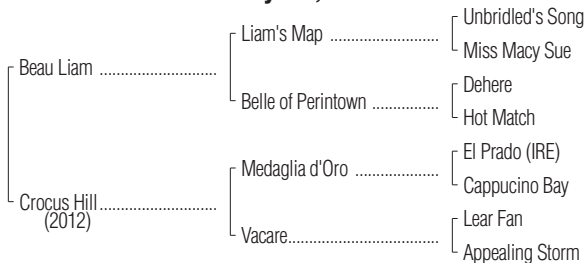 Unbridled's Song
Liam's Map ....................
Miss Macy Sue
Beau Liam ......................
Dehere
Belle of Perintown ............
Hot Match
El Prado (IRE)
Medaglia d'Oro ...............
Cappucino Bay
Crocus Hill......................
(2012)
Lear Fan
Vacare............................
Appealing Storm